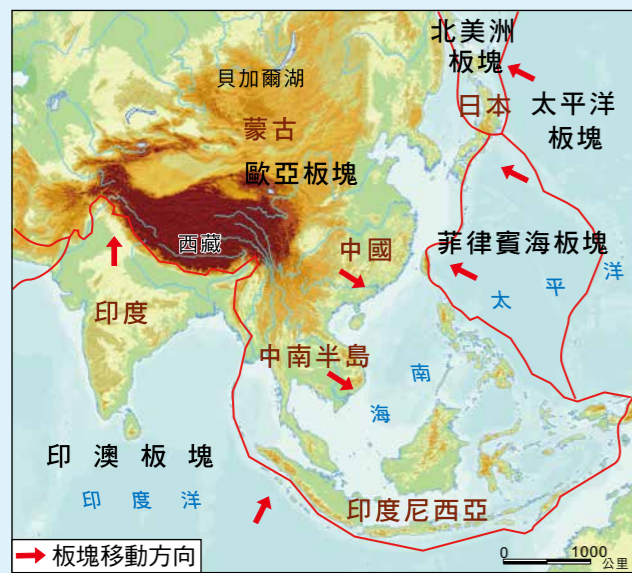 北美洲
板塊
貝加爾湖
日本
太平洋
板塊
蒙古
歐亞板塊
西藏
中國
菲律賓海板塊
太平洋
印度
中南半島
南
海
印澳板塊
印度洋
印度尼西亞
板塊移動方向
0 1000
公里